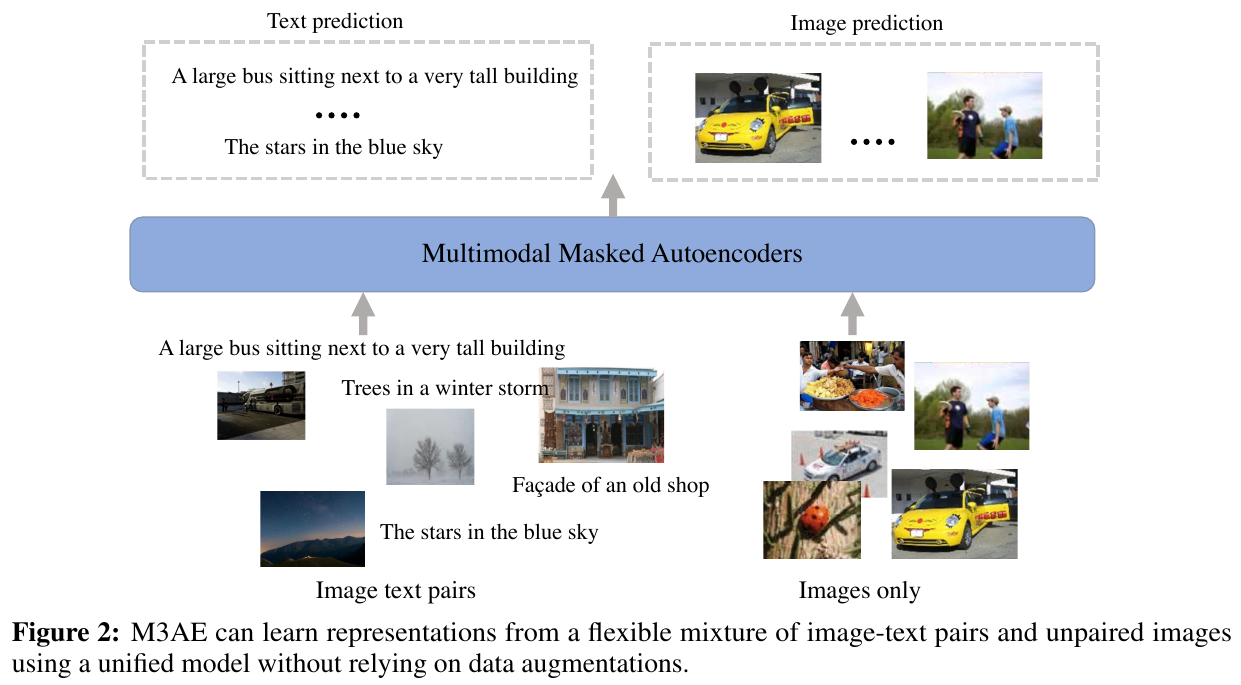 Text prediction
Image prediction
A large bus sitting next to a very tall building
....
The stars in the blue sky
....
Multimodal Masked Autoencoders
A large bus sitting next to a very tall building
Trees in a winter storm
Façade of an old shop
The stars in the blue sky
Image text pairs
Images only
Figure 2: M3AE can learn representations from a flexible mixture of image-text pairs and unpaired images
using a unified model without relying on data augmentations.